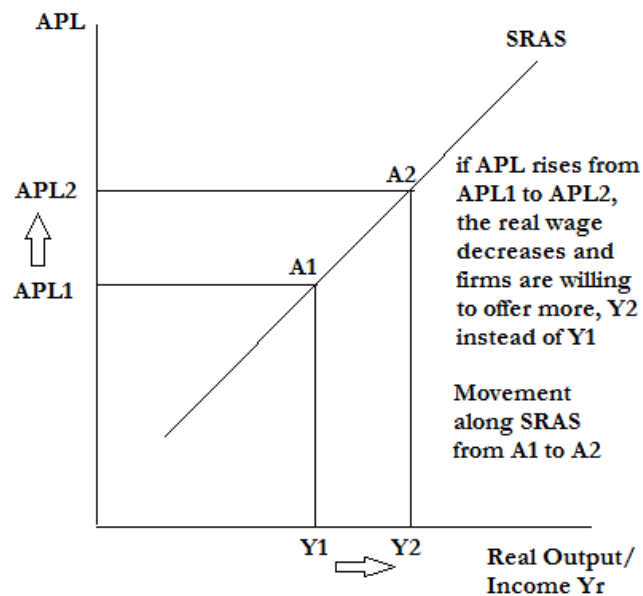 APL
SRAS
A2
APL2
if APL rises from
APL1 to APL2,
the real wage
decreases and
firms are willing
to offer more, Y2
instead of Y1
A1
APL1
Movement
along SRAS
from A1 to A2
Y1
Y2
Real Output/
Income Yr